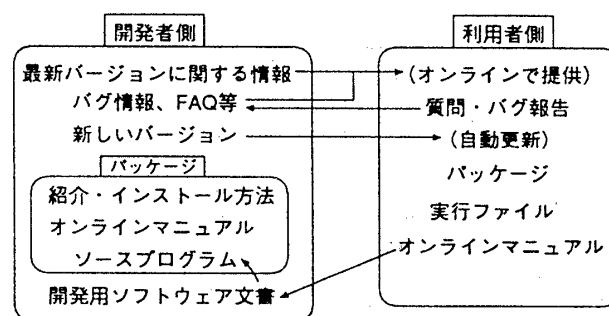 開発者側
最新バージョンに関する情報
バグ情報、FAQ等
新しいバージョン
パッケージ
紹介・インストール方法
オンラインマニュアル
ソースプログラム
開発用ソフトウェア文書
利用者側
(オンラインで提供)
質問・バグ報告
(自動更新)
パッケージ
実行ファイル
オンラインマニュアル